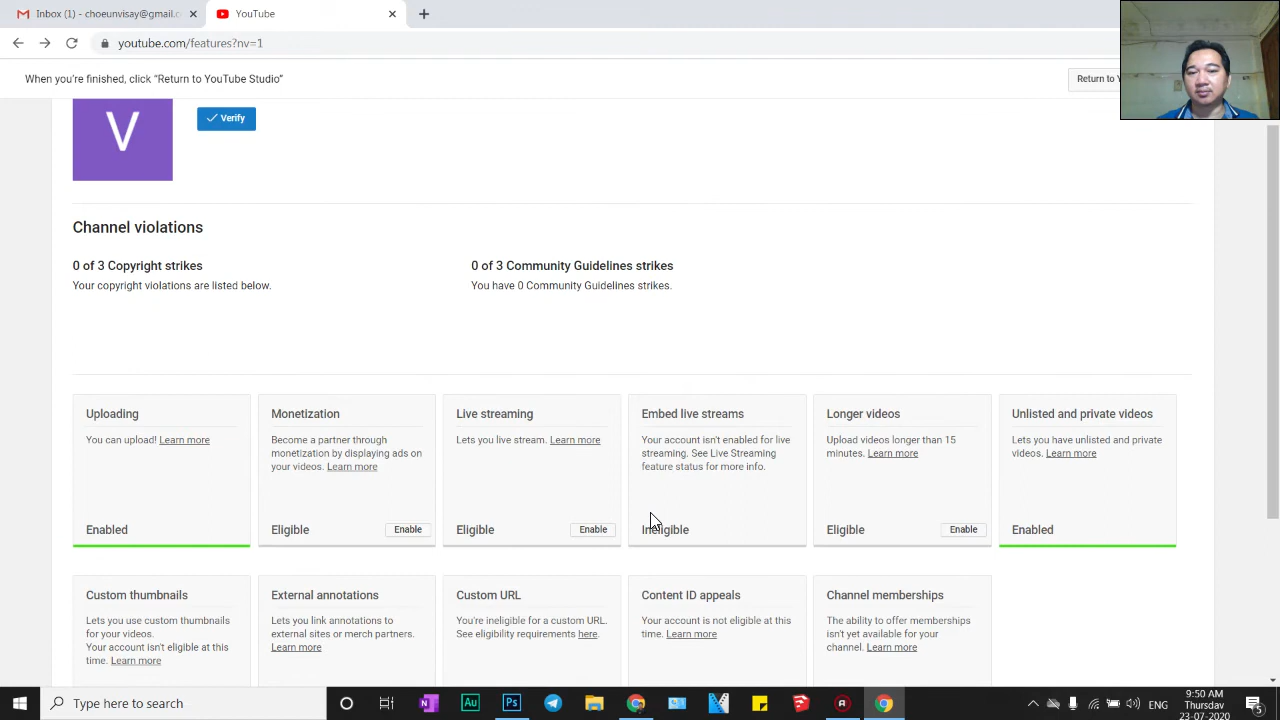 Inbox (1) - choeunvisay@gmail.c
YouTube
youtube.com/features?nv=1
When you're finished, click "Return to YouTube Studio"
Return to Y
V
Verify
Channel violations
0 of 3 Copyright strikes
Your copyright violations are listed below.
0 of 3 Community Guidelines strikes
You have 0 Community Guidelines strikes.
Uploading
You can upload! Learn more
Enabled
Monetization
Become a partner through
monetization by displaying ads on
your videos. Learn more
Eligible
Enable
Live streaming
Lets you live stream. Learn more
Eligible
Enable
Embed live streams
Your account isn't enabled for live
streaming. See Live Streaming
feature status for more info.
Ineligible
Longer videos
Upload videos longer than 15
minutes. Learn more
Eligible
Enable
Unlisted and private videos
Lets you have unlisted and private
videos. Learn more
Enabled
Custom thumbnails
Lets you use custom thumbnails
for your videos.
Your account isn't eligible at this
time. Learn more
External annotations
Lets you link annotations to
external sites or merch partners.
Learn more
Custom URL
You're ineligible for a custom URL.
See eligibility requirements here.
Content ID appeals
Your account is not eligible at this
time. Learn more
Channel memberships
The ability to offer memberships
isn't yet available for your
channel. Learn more
Type here to search
Au
Ps
ENG
9:50 AM
Thursday
23-07-2020
5